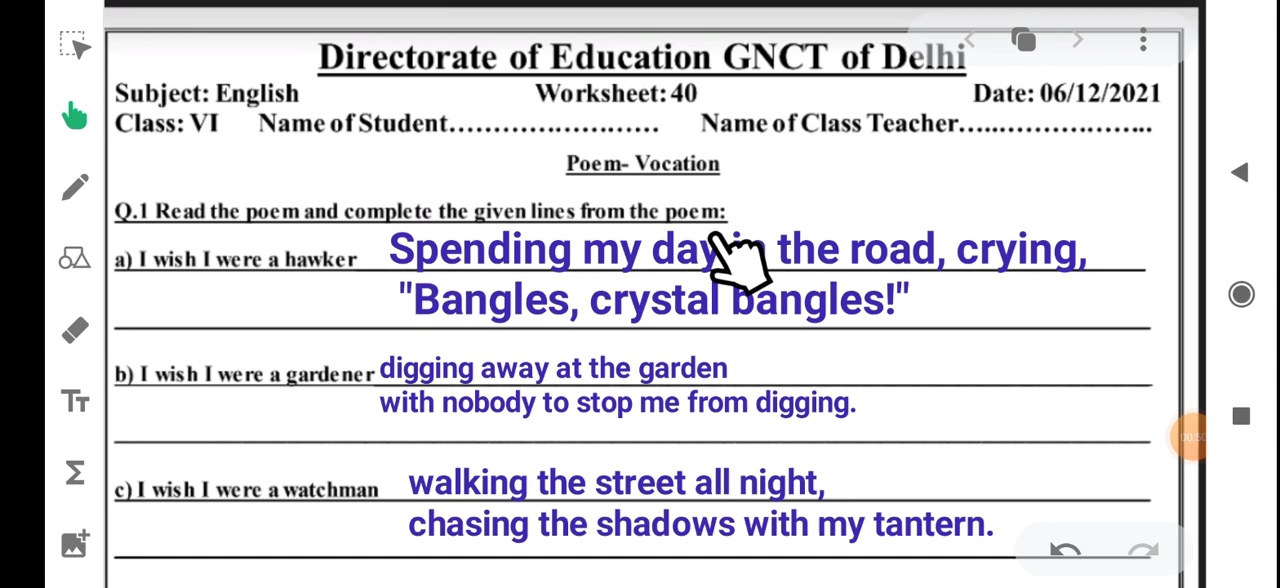 Directorate of Education GNCT of Delhi
Subject: English Worksheet: 40 Date: 06/12/2021
Class: VI Name of Student........................ Name of Class Teacher......................
Poem- Vocation
Q.1 Read the poem and complete the given lines from the poem:
a) I wish I were a hawker Spending my day the road, crying,
"Bangles, crystal bangles!"
b) I wish I were a gardener digging away at the garden
with nobody to stop me from digging.
c) I wish I were a watchman walking the street all night,
chasing the shadows with my tantern.
Tт
Σ
00:50